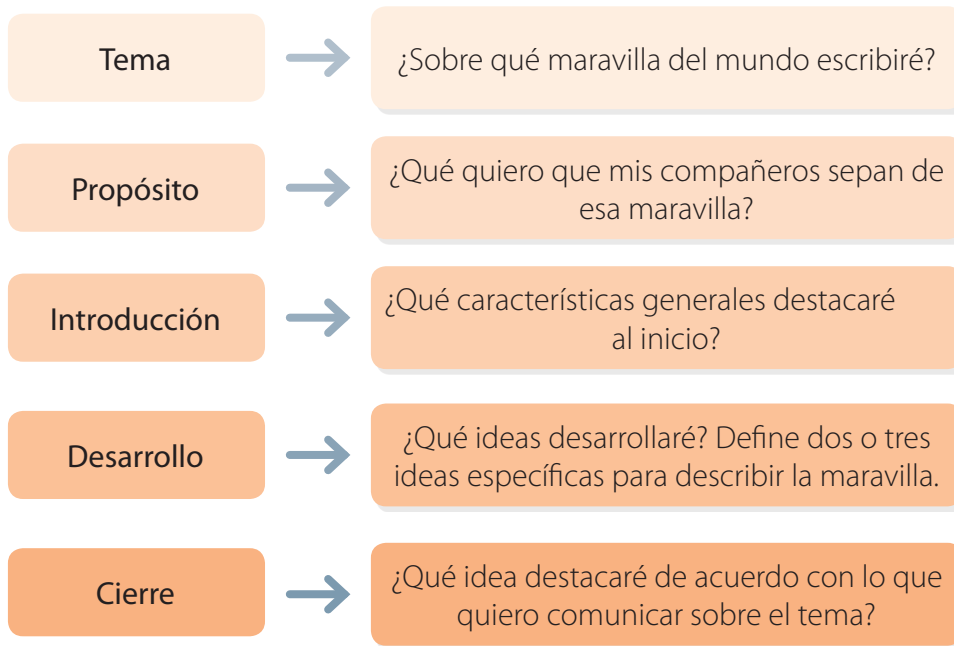 Tema
¿Sobre qué maravilla del mundo escribiré?
Propósito
¿Qué quiero que mis compañeros sepan de
esa maravilla?
Introducción
¿Qué características generales destacaré
al inicio?
Desarrollo
¿Qué ideas desarrollaré? Define dos o tres
ideas específicas para describir la maravilla.
Cierre
¿Qué idea destacaré de acuerdo con lo que
quiero comunicar sobre el tema?